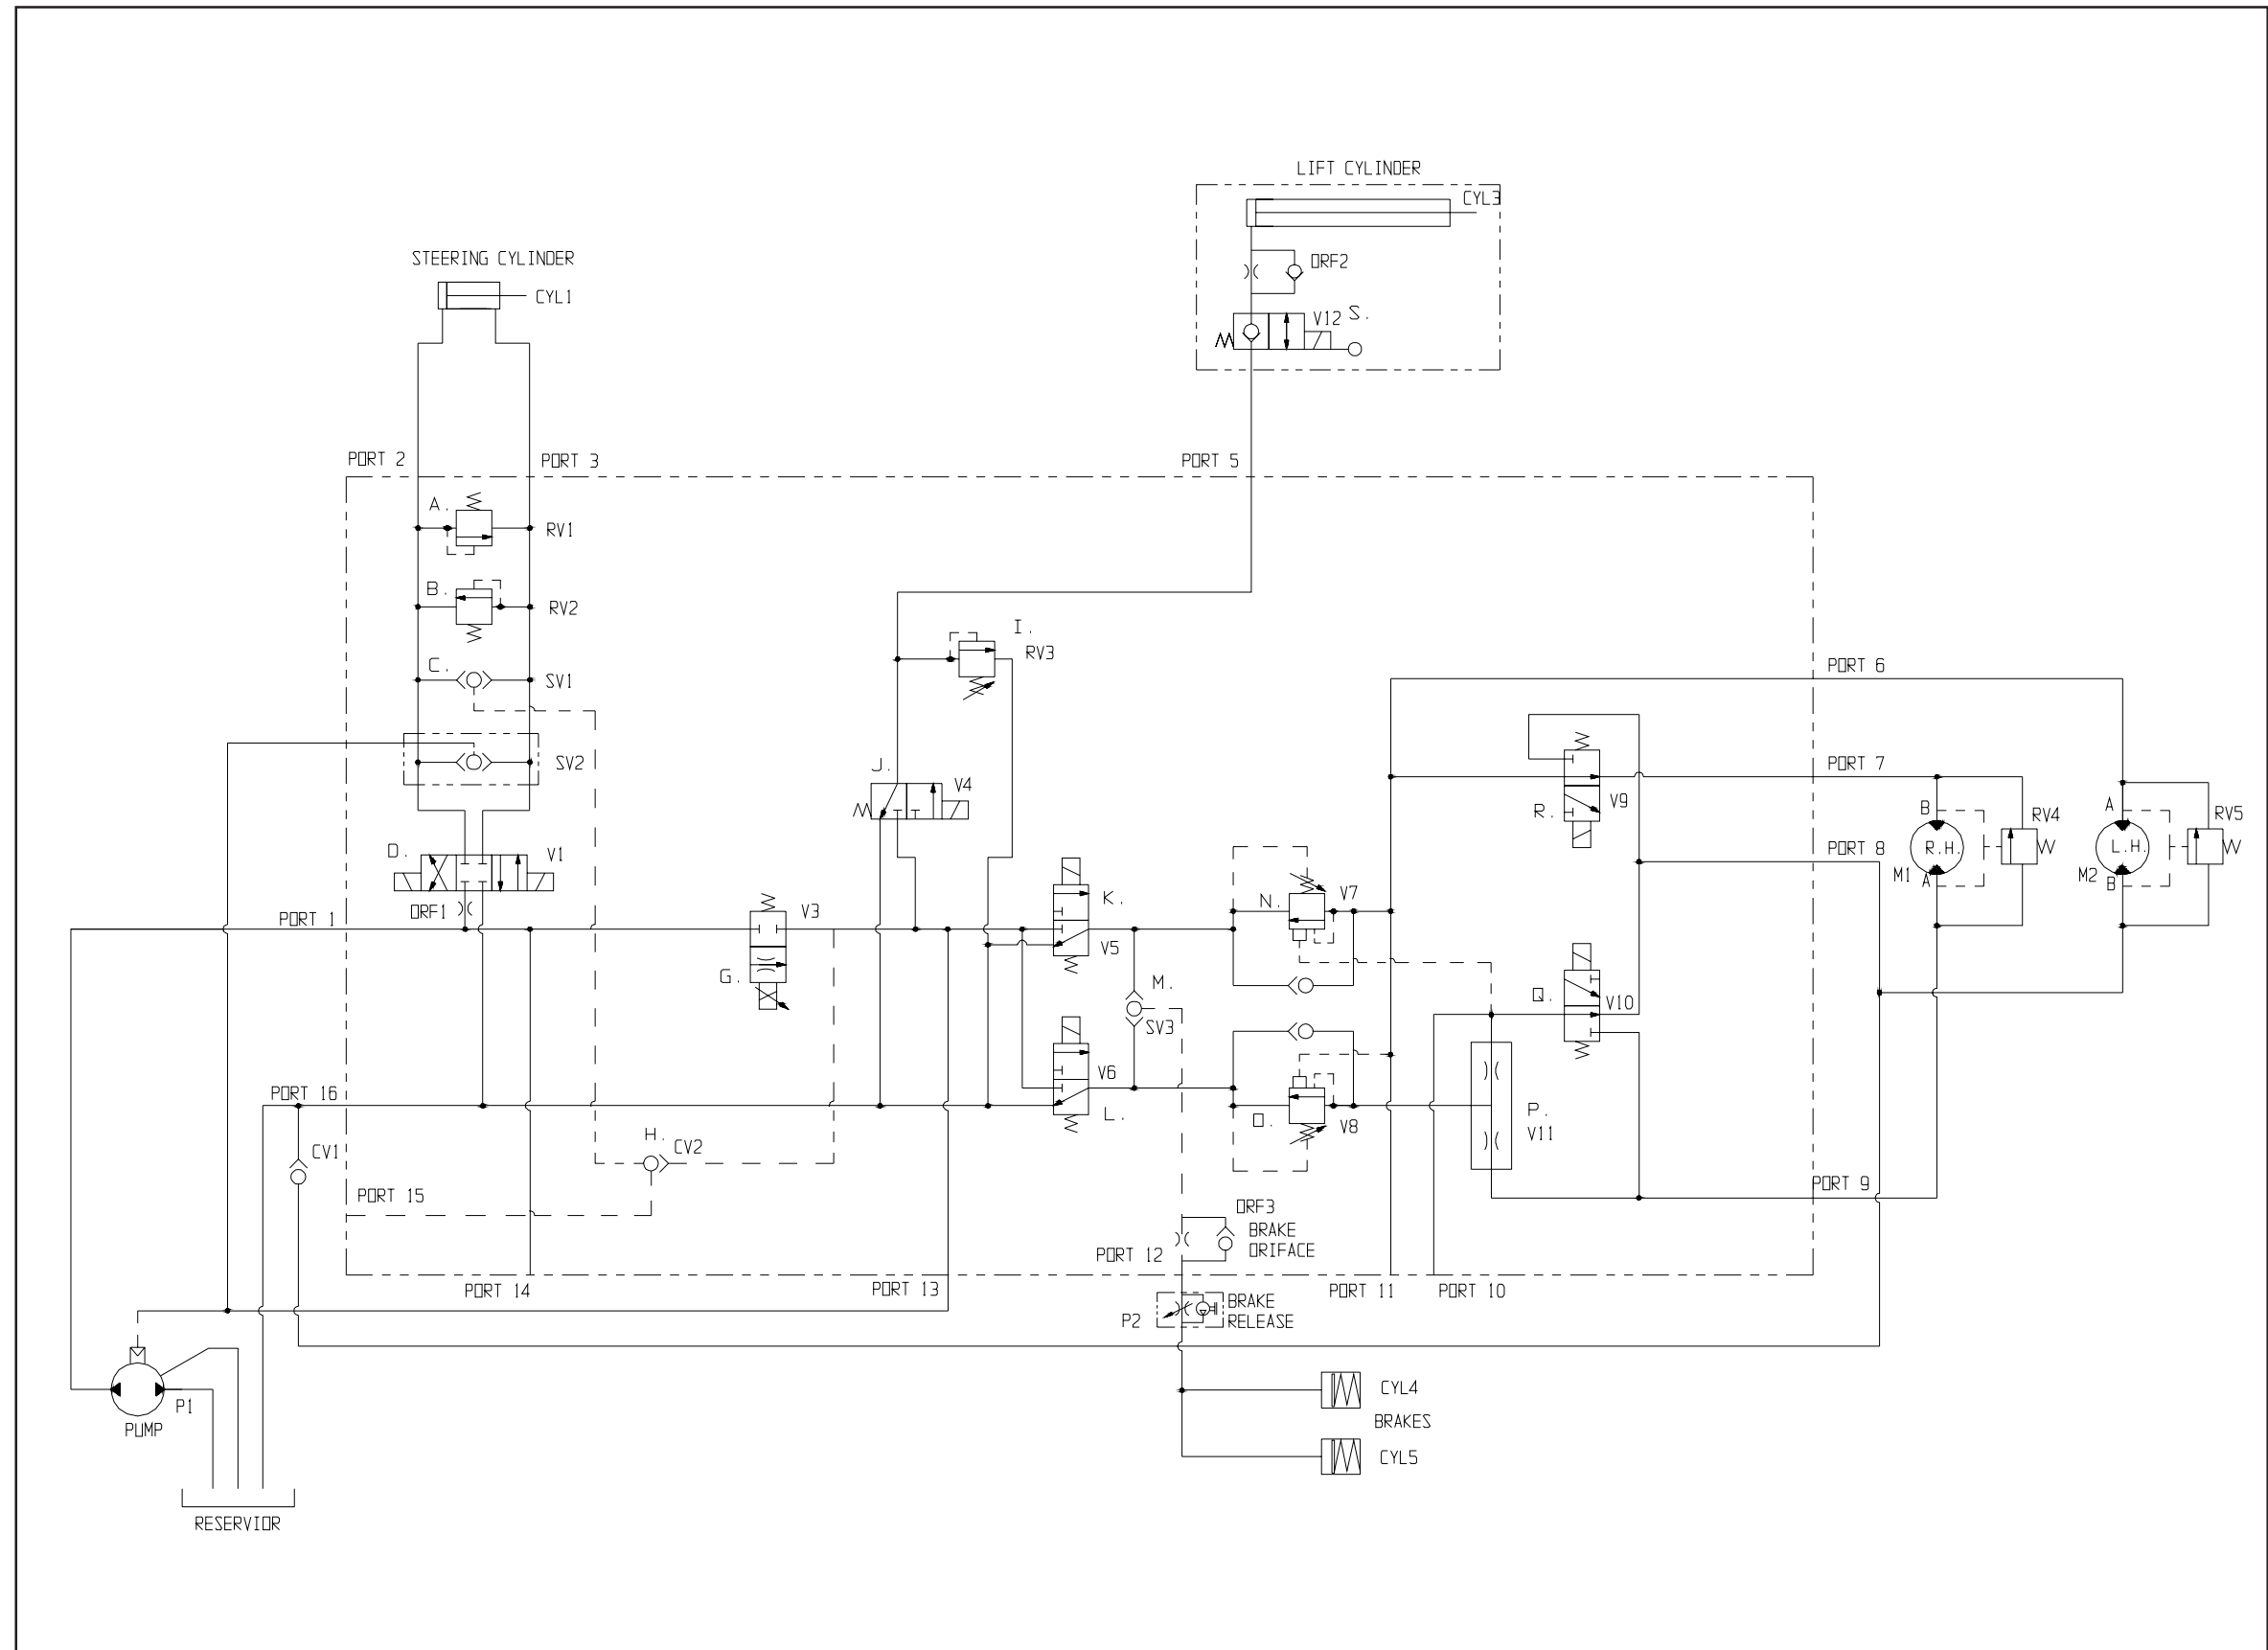 LIFT CYLINDER
CYL3
ORF2
V12 S.
STEERING CYLINDER
CYL1
PORT 2
PORT 3
PORT 5
A.
RV1
B.
RV2
C.
SV1
SV2
I.
RV3
J.
V4
D.
V1
ORF1
PORT 1
V3
G.
K.
V5
M.
SV3
V6
L.
N.
V7
O.
V8
PORT 6
PORT 7
PORT 8
R.
V9
Q.
V10
P.
V11
B
R.H.
M1
A
RV4
A
L.H.
M2
B
RV5
PORT 16
CV1
H.
CV2
PORT 15
PORT 9
ORF3
BRAKE
ORIFACE
PORT 12
PORT 14
PORT 13
PORT 11
PORT 10
P2
BRAKE
RELEASE
P1
PUMP
CYL4
BRAKES
CYL5
RESERVIOR